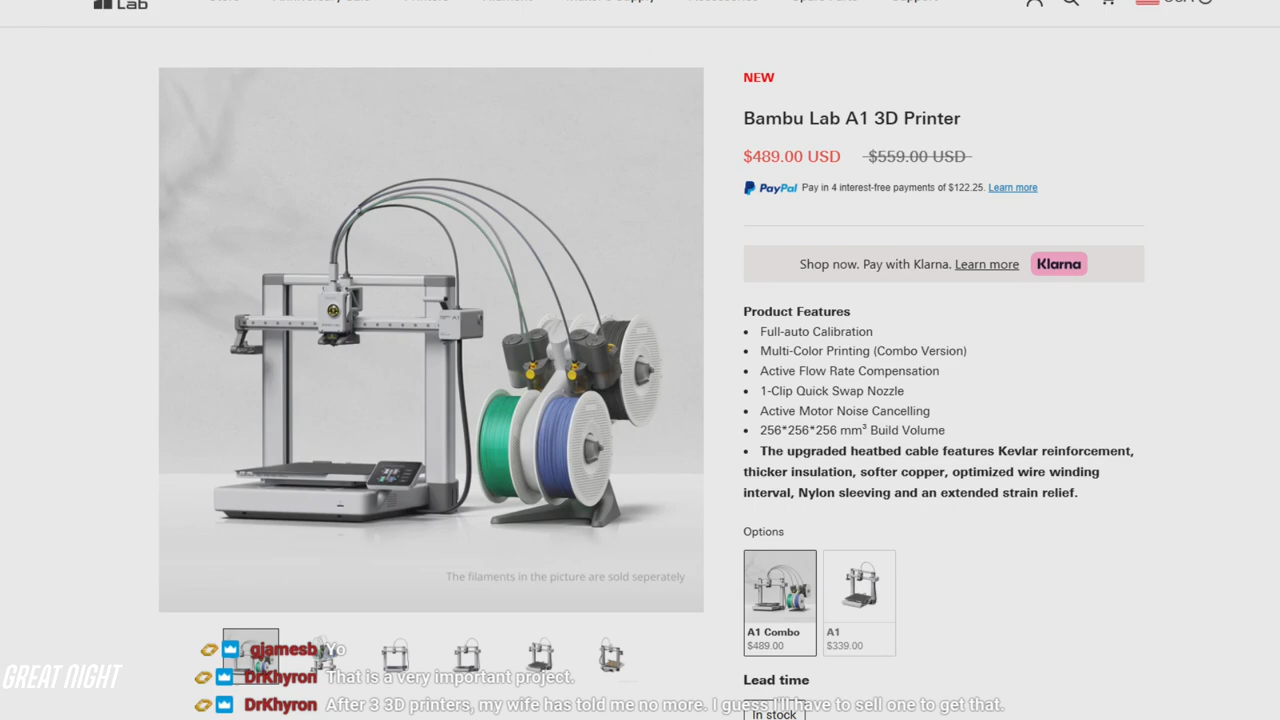 Lab
NEW
Bambu Lab A1 3D Printer
$489.00 USD $559.00 USD
PayPal Pay in 4 interest-free payments of $122.25. Learn more
Shop now. Pay with Klarna. Learn more Klarna
Product Features
• Full-auto Calibration
• Multi-Color Printing (Combo Version)
• Active Flow Rate Compensation
• 1-Clip Quick Swap Nozzle
• Active Motor Noise Cancelling
• 256*256*256 mm³ Build Volume
• The upgraded heatbed cable features Kevlar reinforcement,
thicker insulation, softer copper, optimized wire winding
interval, Nylon sleeving and an extended strain relief.
Options
A1 Combo
$489.00
A1
$339.00
Lead time
In stock
The filaments in the picture are sold seperately
gjamesb Yo
DrKhyron That is a very important project.
DrKhyron After 3 3D printers, my wife has told me no more. I guess I'll have to sell one to get that.
GREAT NIGHT